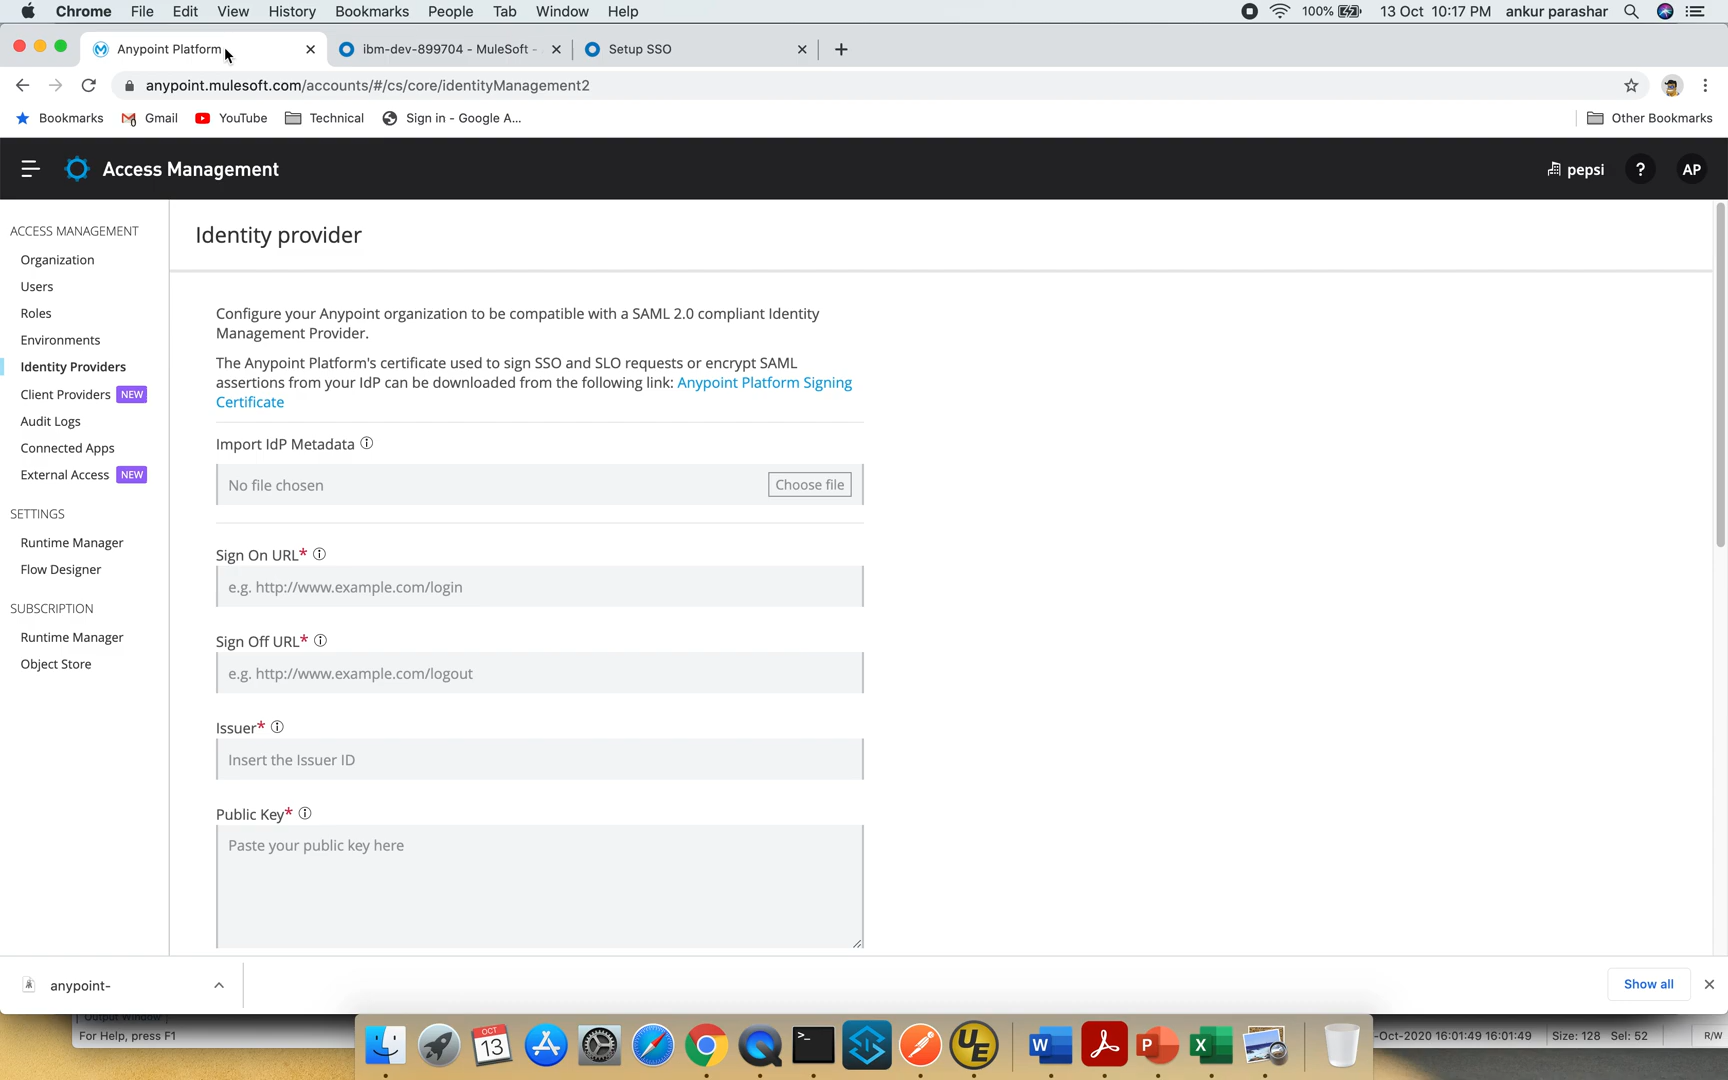 Chrome File Edit View History Bookmarks People Tab Window Help 100% 13 Oct 10:17 PM ankur parashar
Anypoint Platform ibm-dev-899704 - MuleSoft - Setup SSO
anypoint.mulesoft.com/accounts/#/cs/core/identityManagement2
Bookmarks Gmail YouTube Technical Sign in - Google A... Other Bookmarks
Access Management pepsi ? AP
ACCESS MANAGEMENT
Organization
Users
Roles
Environments
Identity Providers
Client Providers NEW
Audit Logs
Connected Apps
External Access NEW
SETTINGS
Runtime Manager
Flow Designer
SUBSCRIPTION
Runtime Manager
Object Store
Identity provider
Configure your Anypoint organization to be compatible with a SAML 2.0 compliant Identity
Management Provider.
The Anypoint Platform's certificate used to sign SSO and SLO requests or encrypt SAML
assertions from your IdP can be downloaded from the following link: Anypoint Platform Signing
Certificate
Import IdP Metadata
No file chosen Choose file
Sign On URL*
e.g. http://www.example.com/login
Sign Off URL*
e.g. http://www.example.com/logout
Issuer*
Insert the Issuer ID
Public Key*
Paste your public key here
anypoint- Show all
Output Window
For Help, press F1
-Oct-2020 16:01:49 16:01:49 Size: 128 Sel: 52 R/W
OCT
13
UE
W
P
X